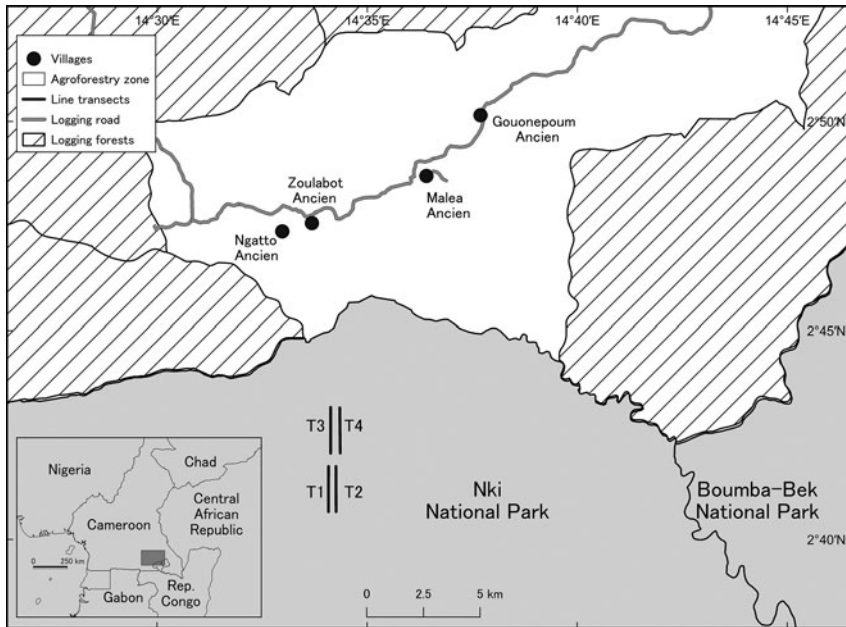 14°30'E
14°35'E
14°40'E
14°45'E
Villages
Agroforestry zone
Line transects
Logging road
Logging forests
Gouonepoum
Ancien
2°50'N
Zoulabot
Ancien
Malea
Ancien
Ngatto
Ancien
2°45'N
T3
T4
T1
T2
Nki
National Park
Boumba-Bek
National Park
2°40'N
Nigeria
Chad
Central
African
Republic
Cameroon
0 250 km
Gabon
Rep.
Congo
0 2.5 5 km